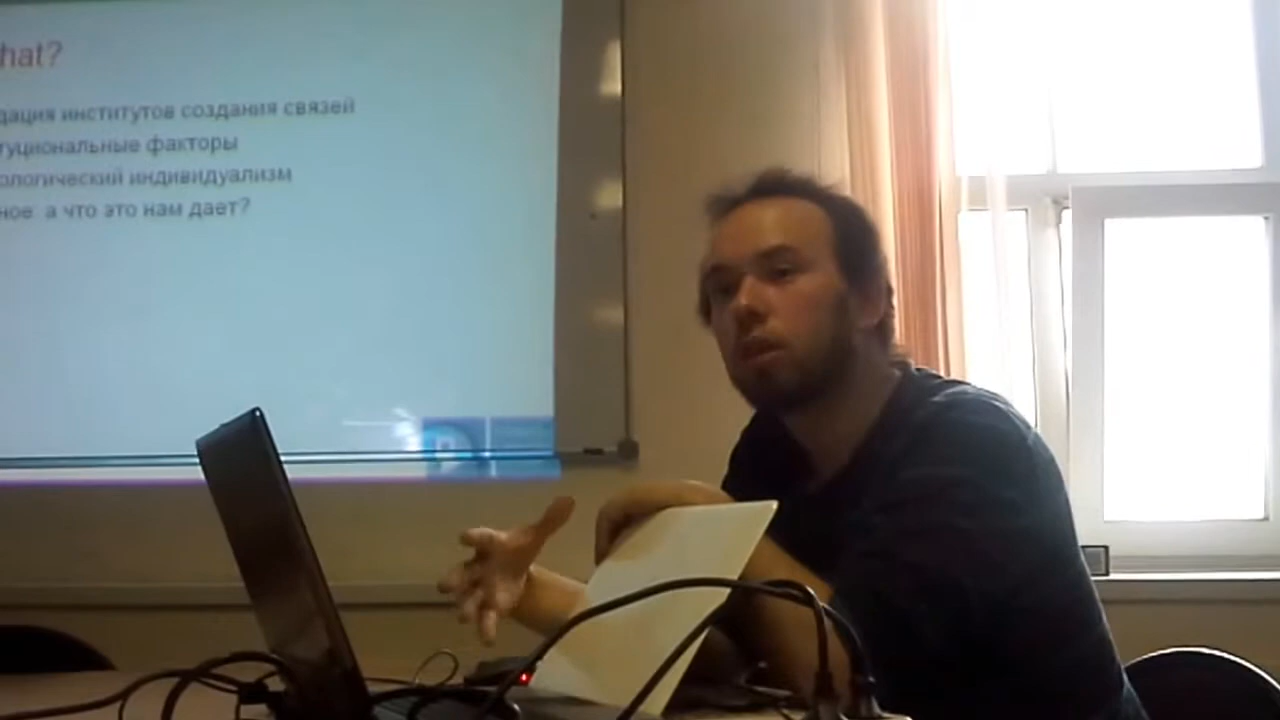 hat?
дация институтов создания связей
туциональные факторы
ологический индивидуализм
ное а что это нам дает?